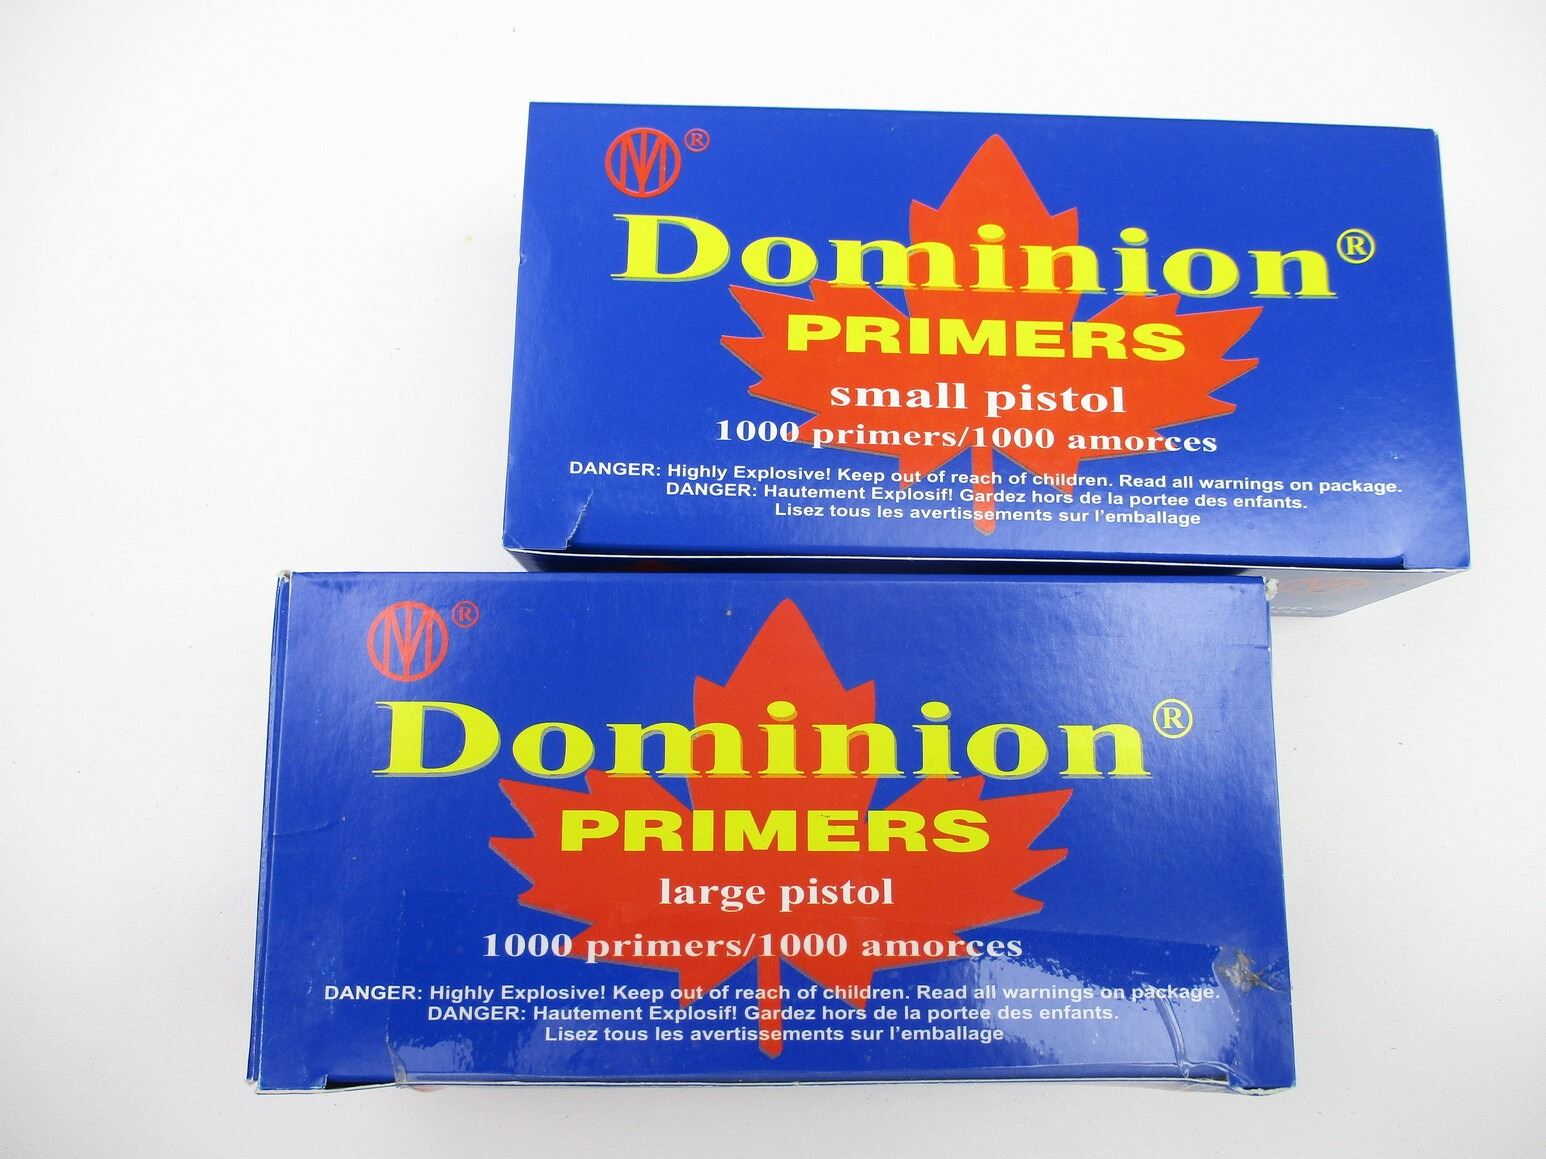 ®
Dominion®
PRIMERS
small pistol
1000 primers/1000 amorces
DANGER: Highly Explosive! Keep out of reach of children. Read all warnings on package.
DANGER: Hautement Explosif! Gardez hors de la portee des enfants.
Lisez tous les avertissements sur l'emballage
®
Dominion®
PRIMERS
large pistol
1000 primers/1000 amorces
DANGER: Highly Explosive! Keep out of reach of children. Read all warnings on package.
DANGER: Hautement Explosif! Gardez hors de la portee des enfants.
Lisez tous les avertissements sur l'emballage